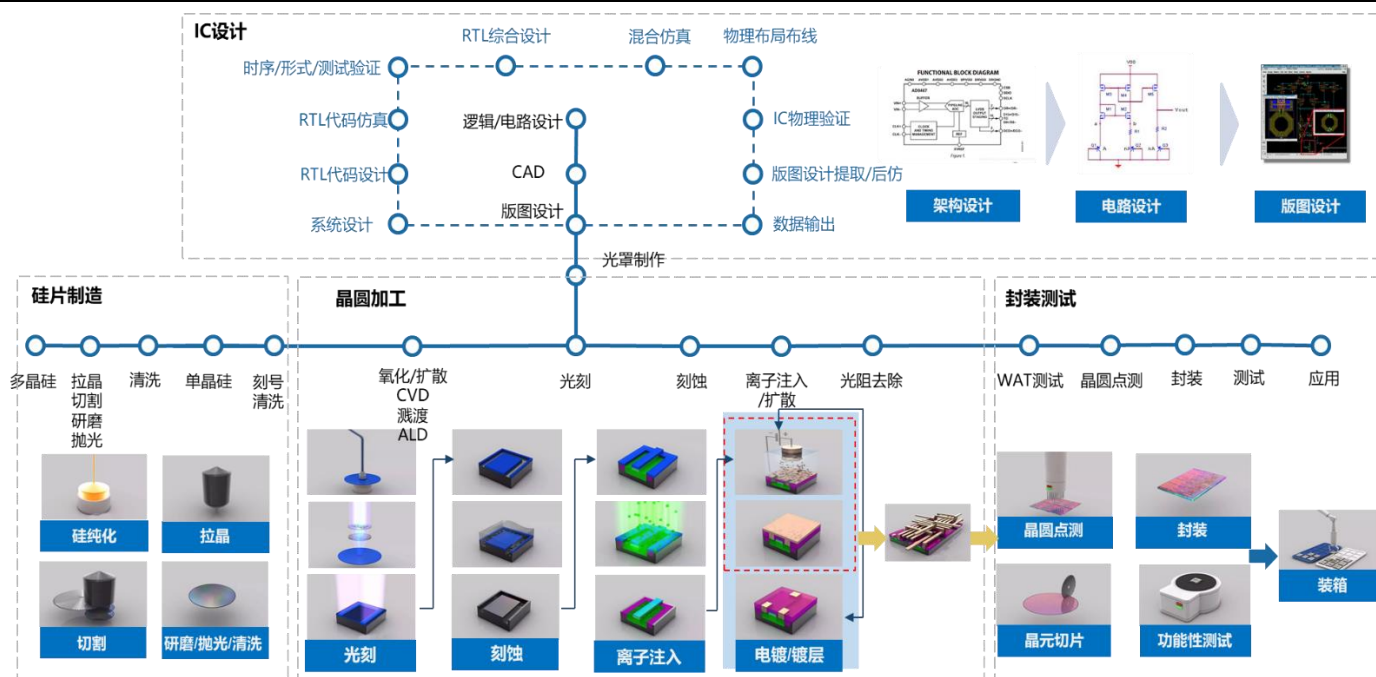 IC设计
RTL综合设计
混合仿真
物理布局布线
时序/形式/测试验证
RTL代码仿真
逻辑/电路设计
IC物理验证
RTL代码设计
CAD
版图设计提取/后仿
版图设计
系统设计
数据输出
FUNCTIONAL BLOCK DIAGRAM
架构设计
电路设计
版图设计
光罩制作
硅片制造
晶圆加工
封装测试
多晶硅
拉晶
切割
研磨
抛光
清洗
单晶硅
刻号
清洗
氧化/扩散
CVD
溅渡
ALD
光刻
刻蚀
离子注入
/扩散
光阻去除
WAT测试
晶圆点测
封装
测试
应用
硅纯化
拉晶
切割
研磨/抛光/清洗
光刻
刻蚀
离子注入
电镀/镀层
晶圆点测
封装
晶元切片
功能性测试
装箱